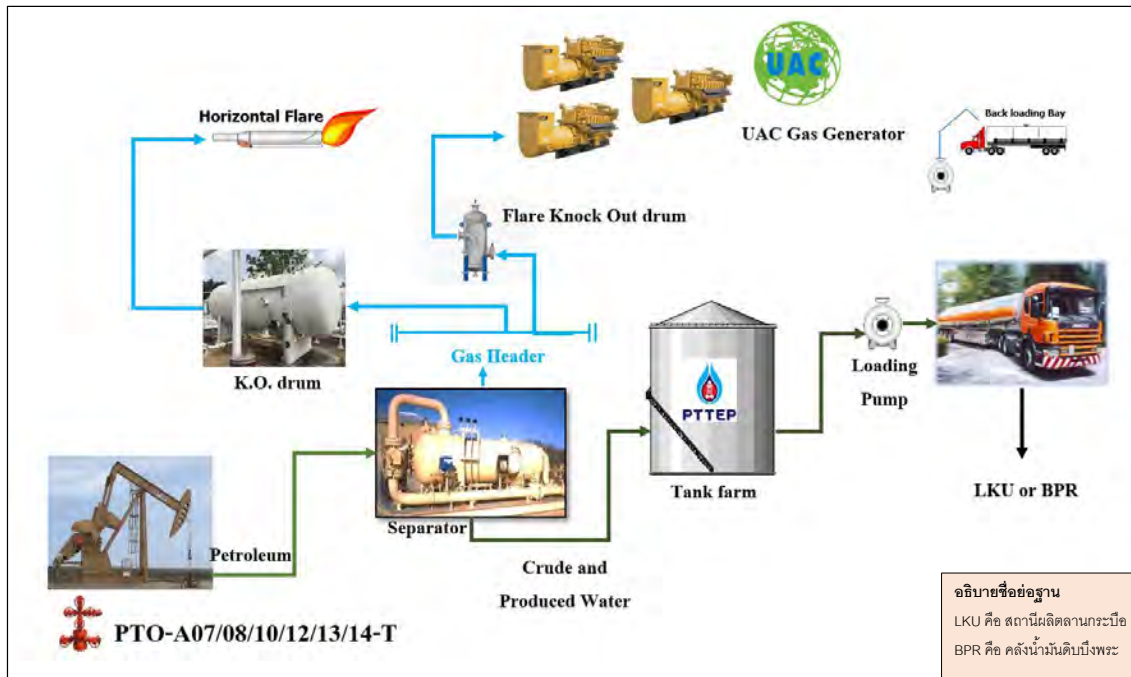 Horizontal Flare
UAC
UAC Gas Generator
Back loading Bay
Flare Knock Out drum
K.O. drum
Gas Header
PTTEP
Loading
Pump
Separator
Tank farm
LKU or BPR
Petroleum
Crude and
Produced Water
PTO-A07/08/10/12/13/14-T
อธิบายชื่อย่อฐาน
LKU คือ สถานีผลิตลานกระบือ
BPR คือ คลังน้ำมันดิบบึงพระ